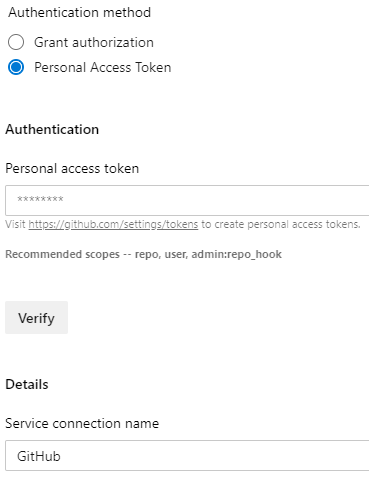 Authentication method
Grant authorization
Personal Access Token
Authentication
Personal access token
********
Visit https://github.com/settings/tokens to create personal access tokens.
Recommended scopes -- repo, user, admin:repo_hook
Verify
Details
Service connection name
GitHub